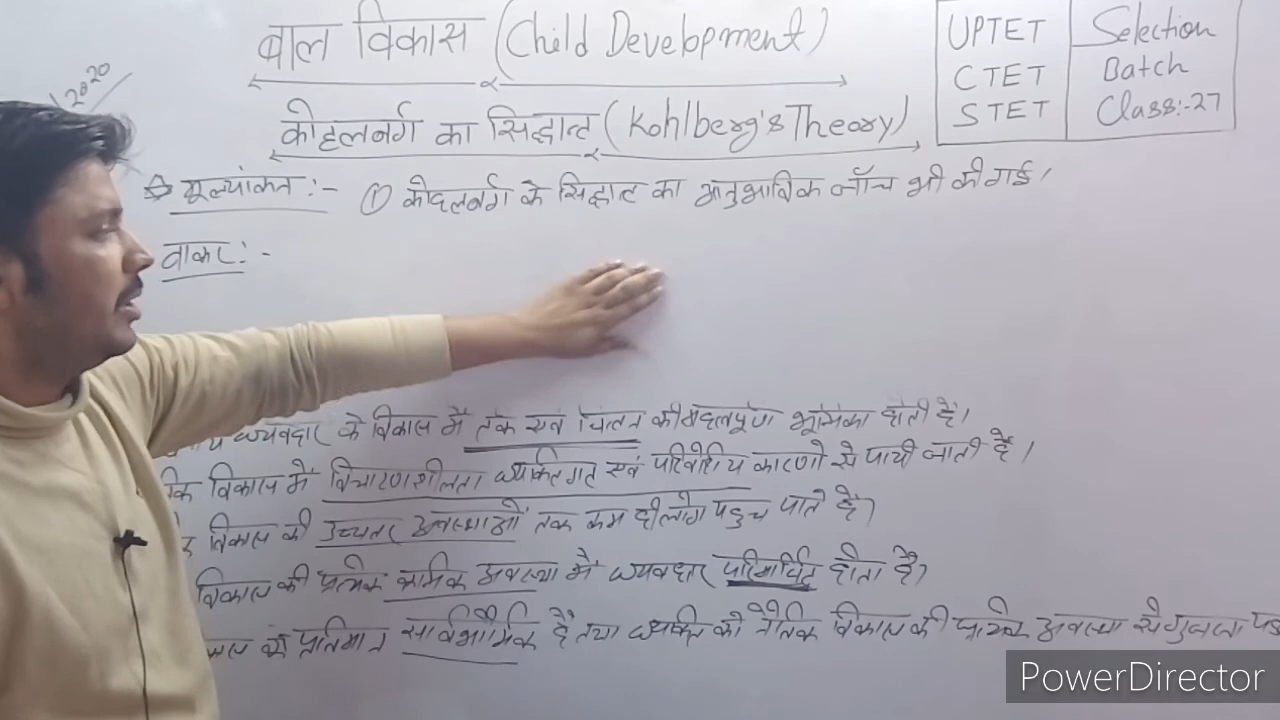 बाल विकास (Child Development)
UPTET
CTET
STET
Selection
Batch
Class:-27
2020
कोहलबर्ग का सिद्धान्त (Kohlberg's Theory)
मूल्यांकन :- ① कोहलबर्ग के सिद्धान्त का आनुभाविक जाँच भी की गई।
वाकर :-
व्यवहार के विकास में तर्क एवं चिंतन की महत्वपूर्ण भूमिका होती है।
विकास में विचारणशीलता व्यक्तिगत एवं परिवेशीय कारणों से पायी जाती है।
विकास की उच्चतर अवस्थाओं तक कम ही लोग पहुच पाते है।
विकास की प्रत्येक क्रमिक अवस्था में व्यवहार परिमार्जित होता है।
प्रतिमान सार्वभौमिक है तथा व्यक्ति को नैतिक विकास की प्रत्येक अवस्था से गुजरना
PowerDirector